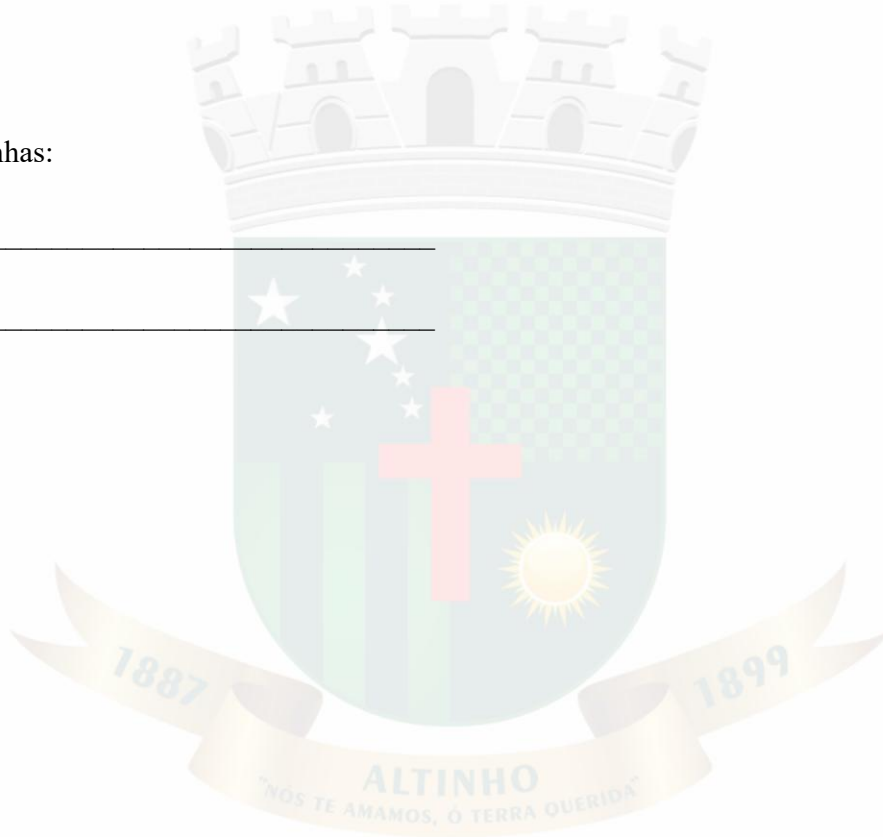 nhas:
1887
1899
ALTINHO
"NÓS TE AMAMOS, Ó TERRA QUERIDA"